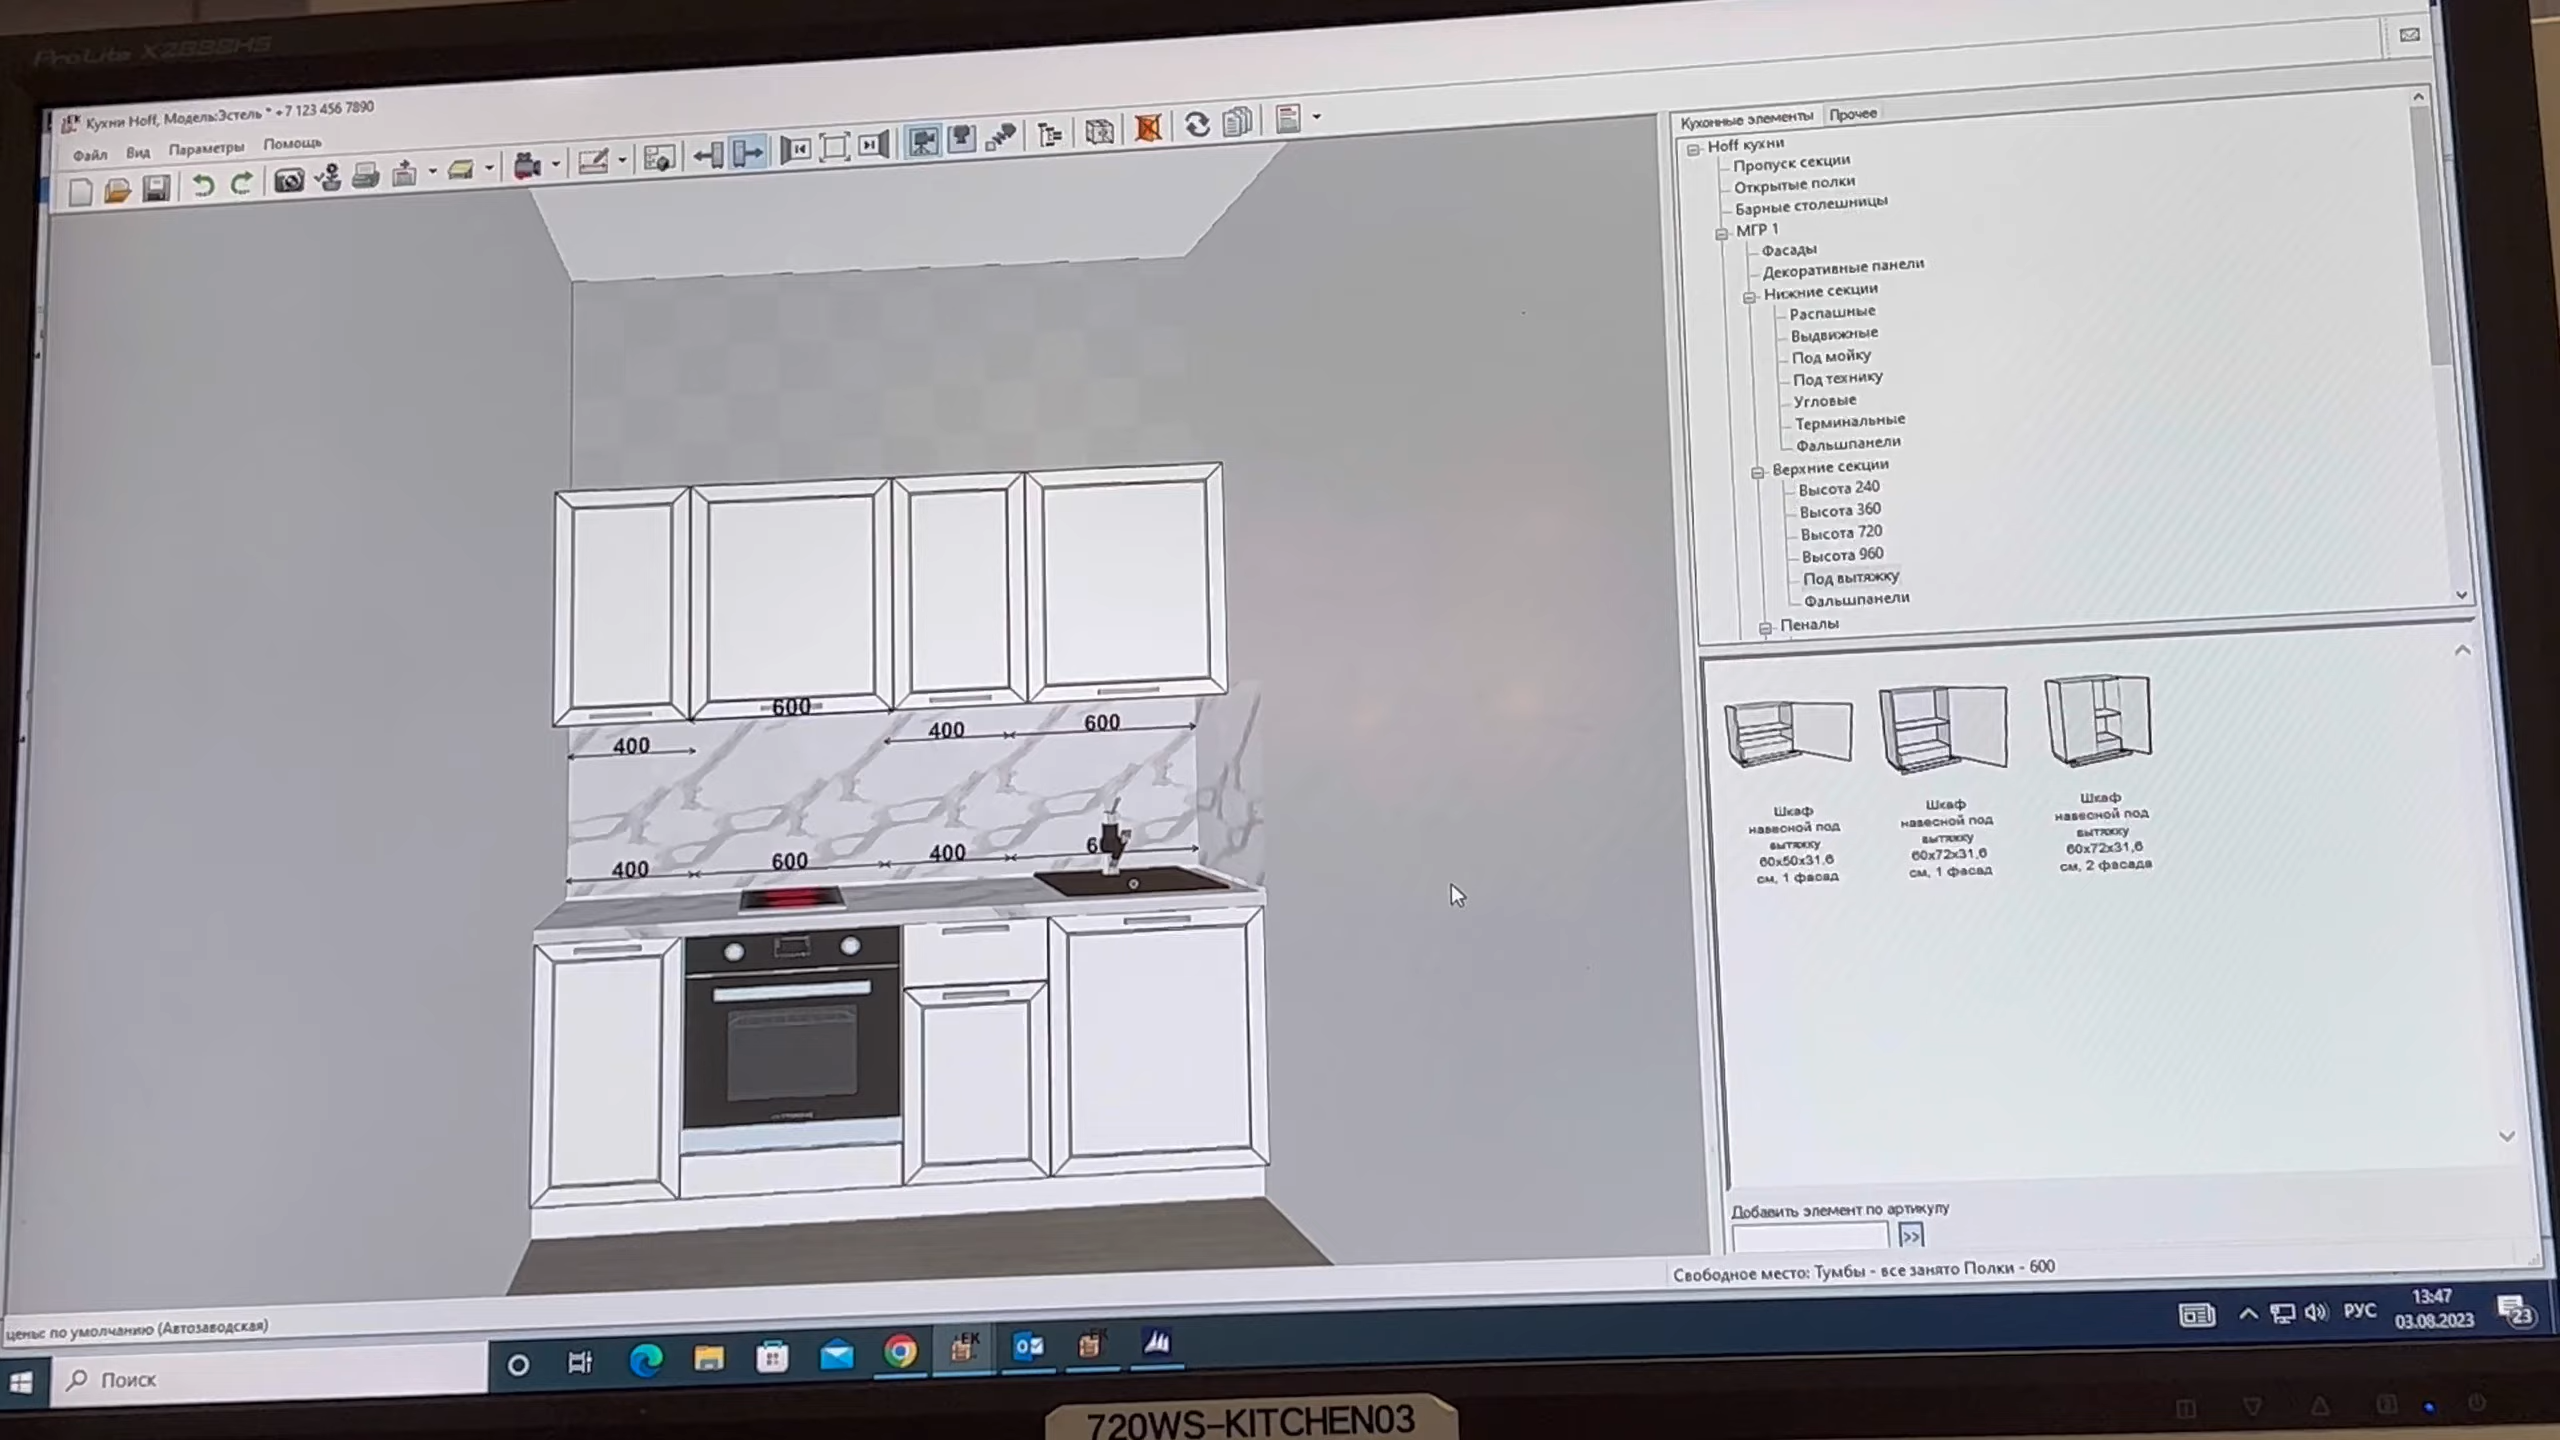 ProLite X2888HS
Кухни Hoff, Модель:Эстель * +7 123 456 7890
Файл Вид Параметры Помощь
Кухонные элементы Прочее
Hoff кухни
Пропуск секции
Открытые полки
Барные столешницы
МГР 1
Фасады
Декоративные панели
Нижние секции
Распашные
Выдвижные
Под мойку
Под технику
Угловые
Терминальные
Фальшпанели
Верхние секции
Высота 240
Высота 360
Высота 720
Высота 960
Под вытяжку
Фальшпанели
Пеналы
600
400 400 600
400 600 400
Шкаф
навесной под
вытяжку
60x50x31,6
см, 1 фасад
Шкаф
навесной под
вытяжку
60x72x31,6
см, 1 фасад
Шкаф
навесной под
вытяжку
60x72x31,6
см, 2 фасада
Добавить элемент по артикулу
>>
Свободное место: Тумбы - все занято Полки - 600
цены: по умолчанию (Автозаводская)
Поиск
EK
EK
РУС
13:47
03.08.2023
23
720WS-KITCHEN03